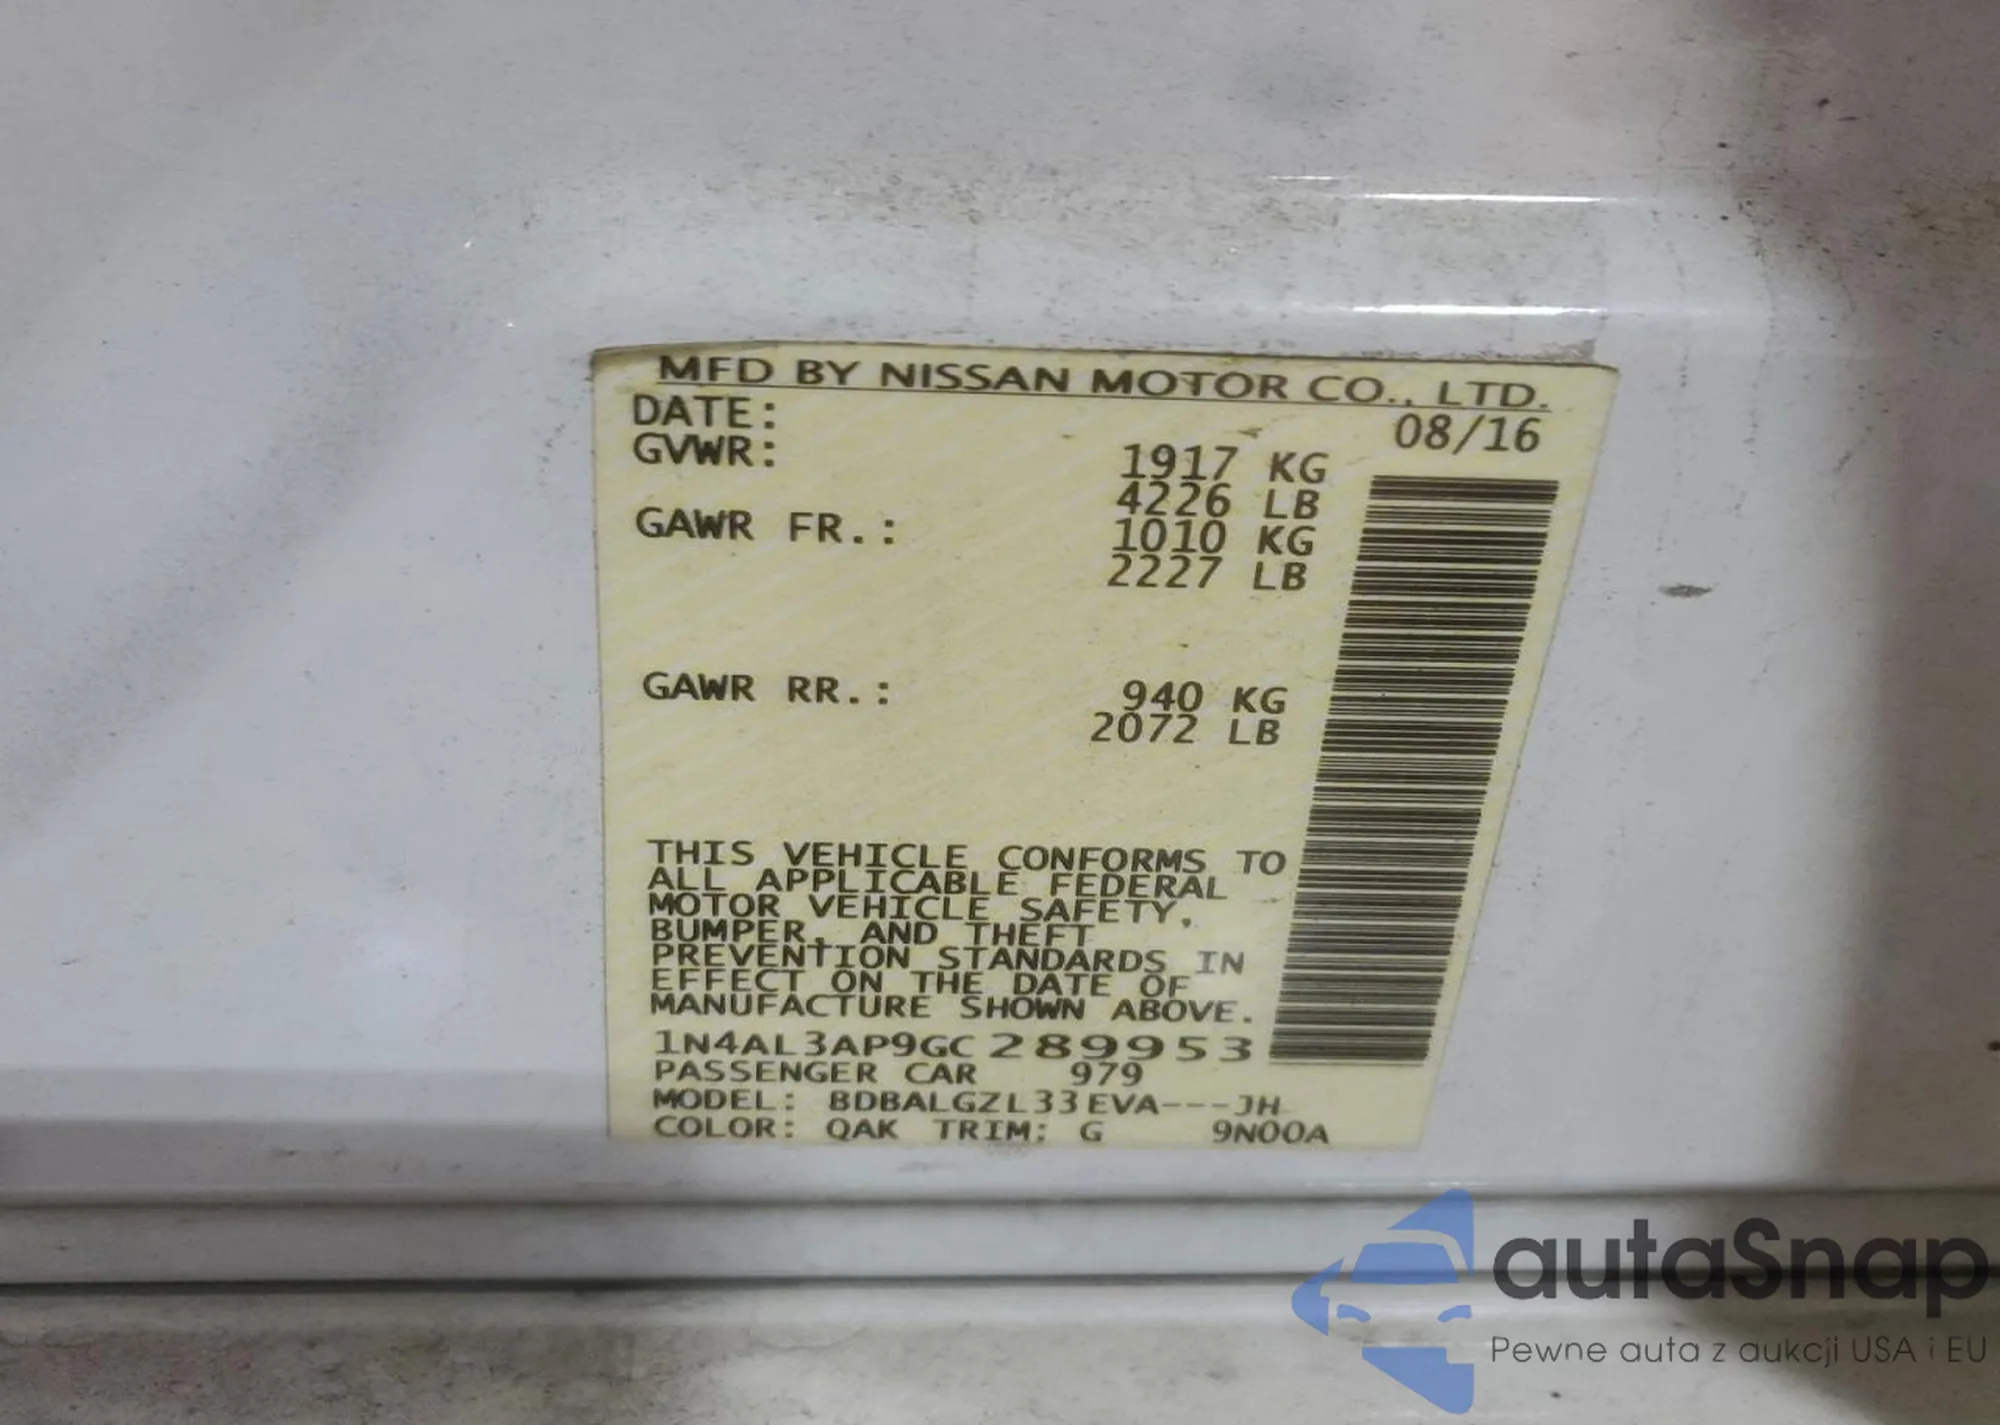 MFD BY NISSAN MOTOR CO., LTD.
DATE: 08/16
GVWR: 1917 KG
4226 LB
GAWR FR.: 1010 KG
2227 LB
GAWR RR.: 940 KG
2072 LB
THIS VEHICLE CONFORMS TO
ALL APPLICABLE FEDERAL
MOTOR VEHICLE SAFETY,
BUMPER, AND THEFT
PREVENTION STANDARDS IN
EFFECT ON THE DATE OF
MANUFACTURE SHOWN ABOVE.
1N4AL3AP9GC289953
PASSENGER CAR 979
MODEL: BDBALGZL33EVA---JH
COLOR: QAK TRIM: G 9N00A
autaSnap
Pewne auta z aukcji USA i EU